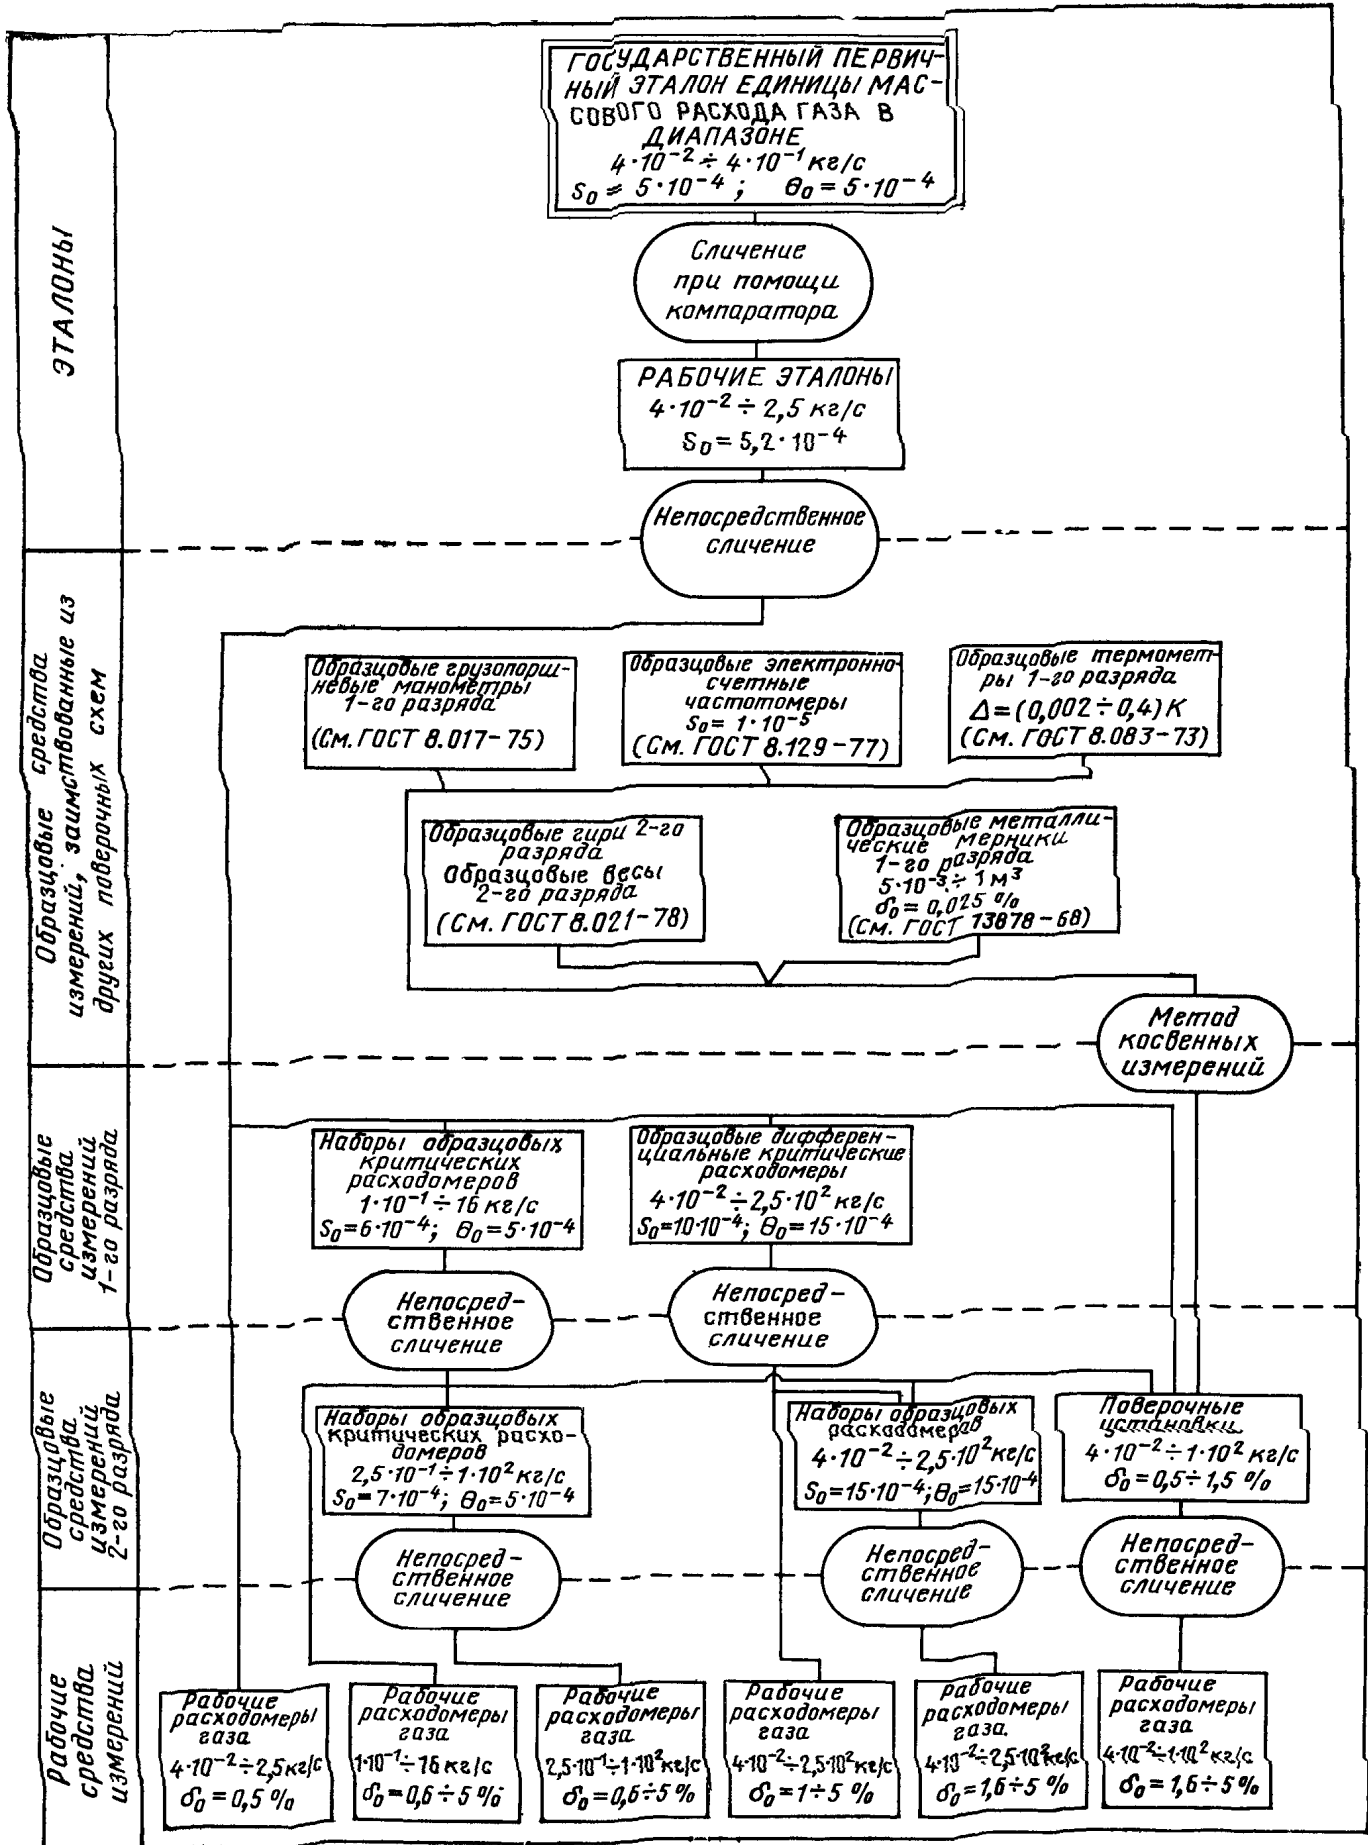 ГОСУДАРСТВЕННЫЙ ПЕРВИЧ-
НЫЙ ЭТАЛОН ЕДИНИЦЫ МАС-
СОВОГО РАСХОДА ГАЗА В
ДИАПАЗОНЕ
4·10⁻² ÷ 4·10⁻¹ кг/с
S₀ = 5·10⁻⁴ ; θ₀ = 5·10⁻⁴
Сличение
при помощи
компаратора
РАБОЧИЕ ЭТАЛОНЫ
4·10⁻² ÷ 2,5 кг/с
S₀ = 5,2·10⁻⁴
Непосредственное
сличение
ЭТАЛОНЫ
Образцовые средства
измерений, заимствованные из
других поверочных схем
Образцовые грузопорш-
невые манометры
1-го разряда
(См. ГОСТ 8.017-75)
Образцовые электронно-
счетные
частотомеры
S₀ = 1·10⁻⁵
(См. ГОСТ 8.129-77)
Образцовые термомет-
ры 1-го разряда
Δ = (0,002 ÷ 0,4) К
(См. ГОСТ 8.083-73)
Образцовые гири 2-го
разряда
Образцовые весы
2-го разряда
(См. ГОСТ 8.021-78)
Образцовые металли-
ческие мерники
1-го разряда
5·10⁻³ ÷ 1 м³
δ₀ = 0,025 %
(См. ГОСТ 13878-68)
Метод
косвенных
измерений
Образцовые
средства
измерений
1-го разряда
Наборы образцовых
критических
расходомеров
1·10⁻¹ ÷ 16 кг/с
S₀=6·10⁻⁴; θ₀=5·10⁻⁴
Образцовые дифферен-
циальные критические
расходомеры
4·10⁻² ÷ 2,5·10² кг/с
S₀=10·10⁻⁴; θ₀=15·10⁻⁴
Непосред-
ственное
сличение
Непосред-
ственное
сличение
Образцовые
средства
измерений
2-го разряда
Наборы образцовых
критических расхо-
домеров
2,5·10⁻¹ ÷ 1·10² кг/с
S₀=7·10⁻⁴; θ₀=5·10⁻⁴
Наборы образцовых
расходомеров
4·10⁻² ÷ 2,5·10² кг/с
S₀=15·10⁻⁴; θ₀=15·10⁻⁴
Поверочные
установки
4·10⁻² ÷ 1·10² кг/с
δ₀ = 0,5 ÷ 1,5 %
Непосред-
ственное
сличение
Непосред-
ственное
сличение
Непосред-
ственное
сличение
Рабочие
средства
измерений
Рабочие
расходомеры
газа
4·10⁻² ÷ 2,5 кг/с
δ₀ = 0,5 %
Рабочие
расходомеры
газа
1·10⁻¹ ÷ 16 кг/с
δ₀ = 0,6 ÷ 5 %
Рабочие
расходомеры
газа
2,5·10⁻¹ ÷ 1·10² кг/с
δ₀ = 0,6 ÷ 5 %
Рабочие
расходомеры
газа
4·10⁻² ÷ 2,5·10² кг/с
δ₀ = 1 ÷ 5 %
Рабочие
расходомеры
газа.
4·10⁻² ÷ 2,5·10² кг/с
δ₀ = 1,6 ÷ 5 %
Рабочие
расходомеры
газа
4·10⁻² ÷ 1·10² кг/с
δ₀ = 1,6 ÷ 5 %